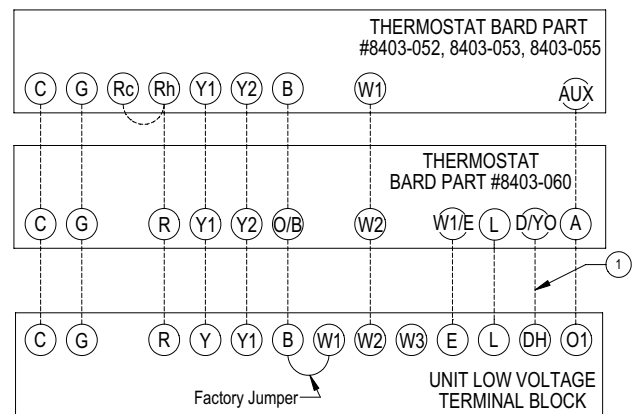 THERMOSTAT BARD PART
#8403-052, 8403-053, 8403-055
C G Rc Rh Y1 Y2 B W1 AUX
THERMOSTAT
BARD PART #8403-060
C G R Y1 Y2 O/B W2 W1/E L D/YO A
1
C G R Y Y1 B W1 W2 W3 E L DH O1
Factory Jumper
UNIT LOW VOLTAGE
TERMINAL BLOCK